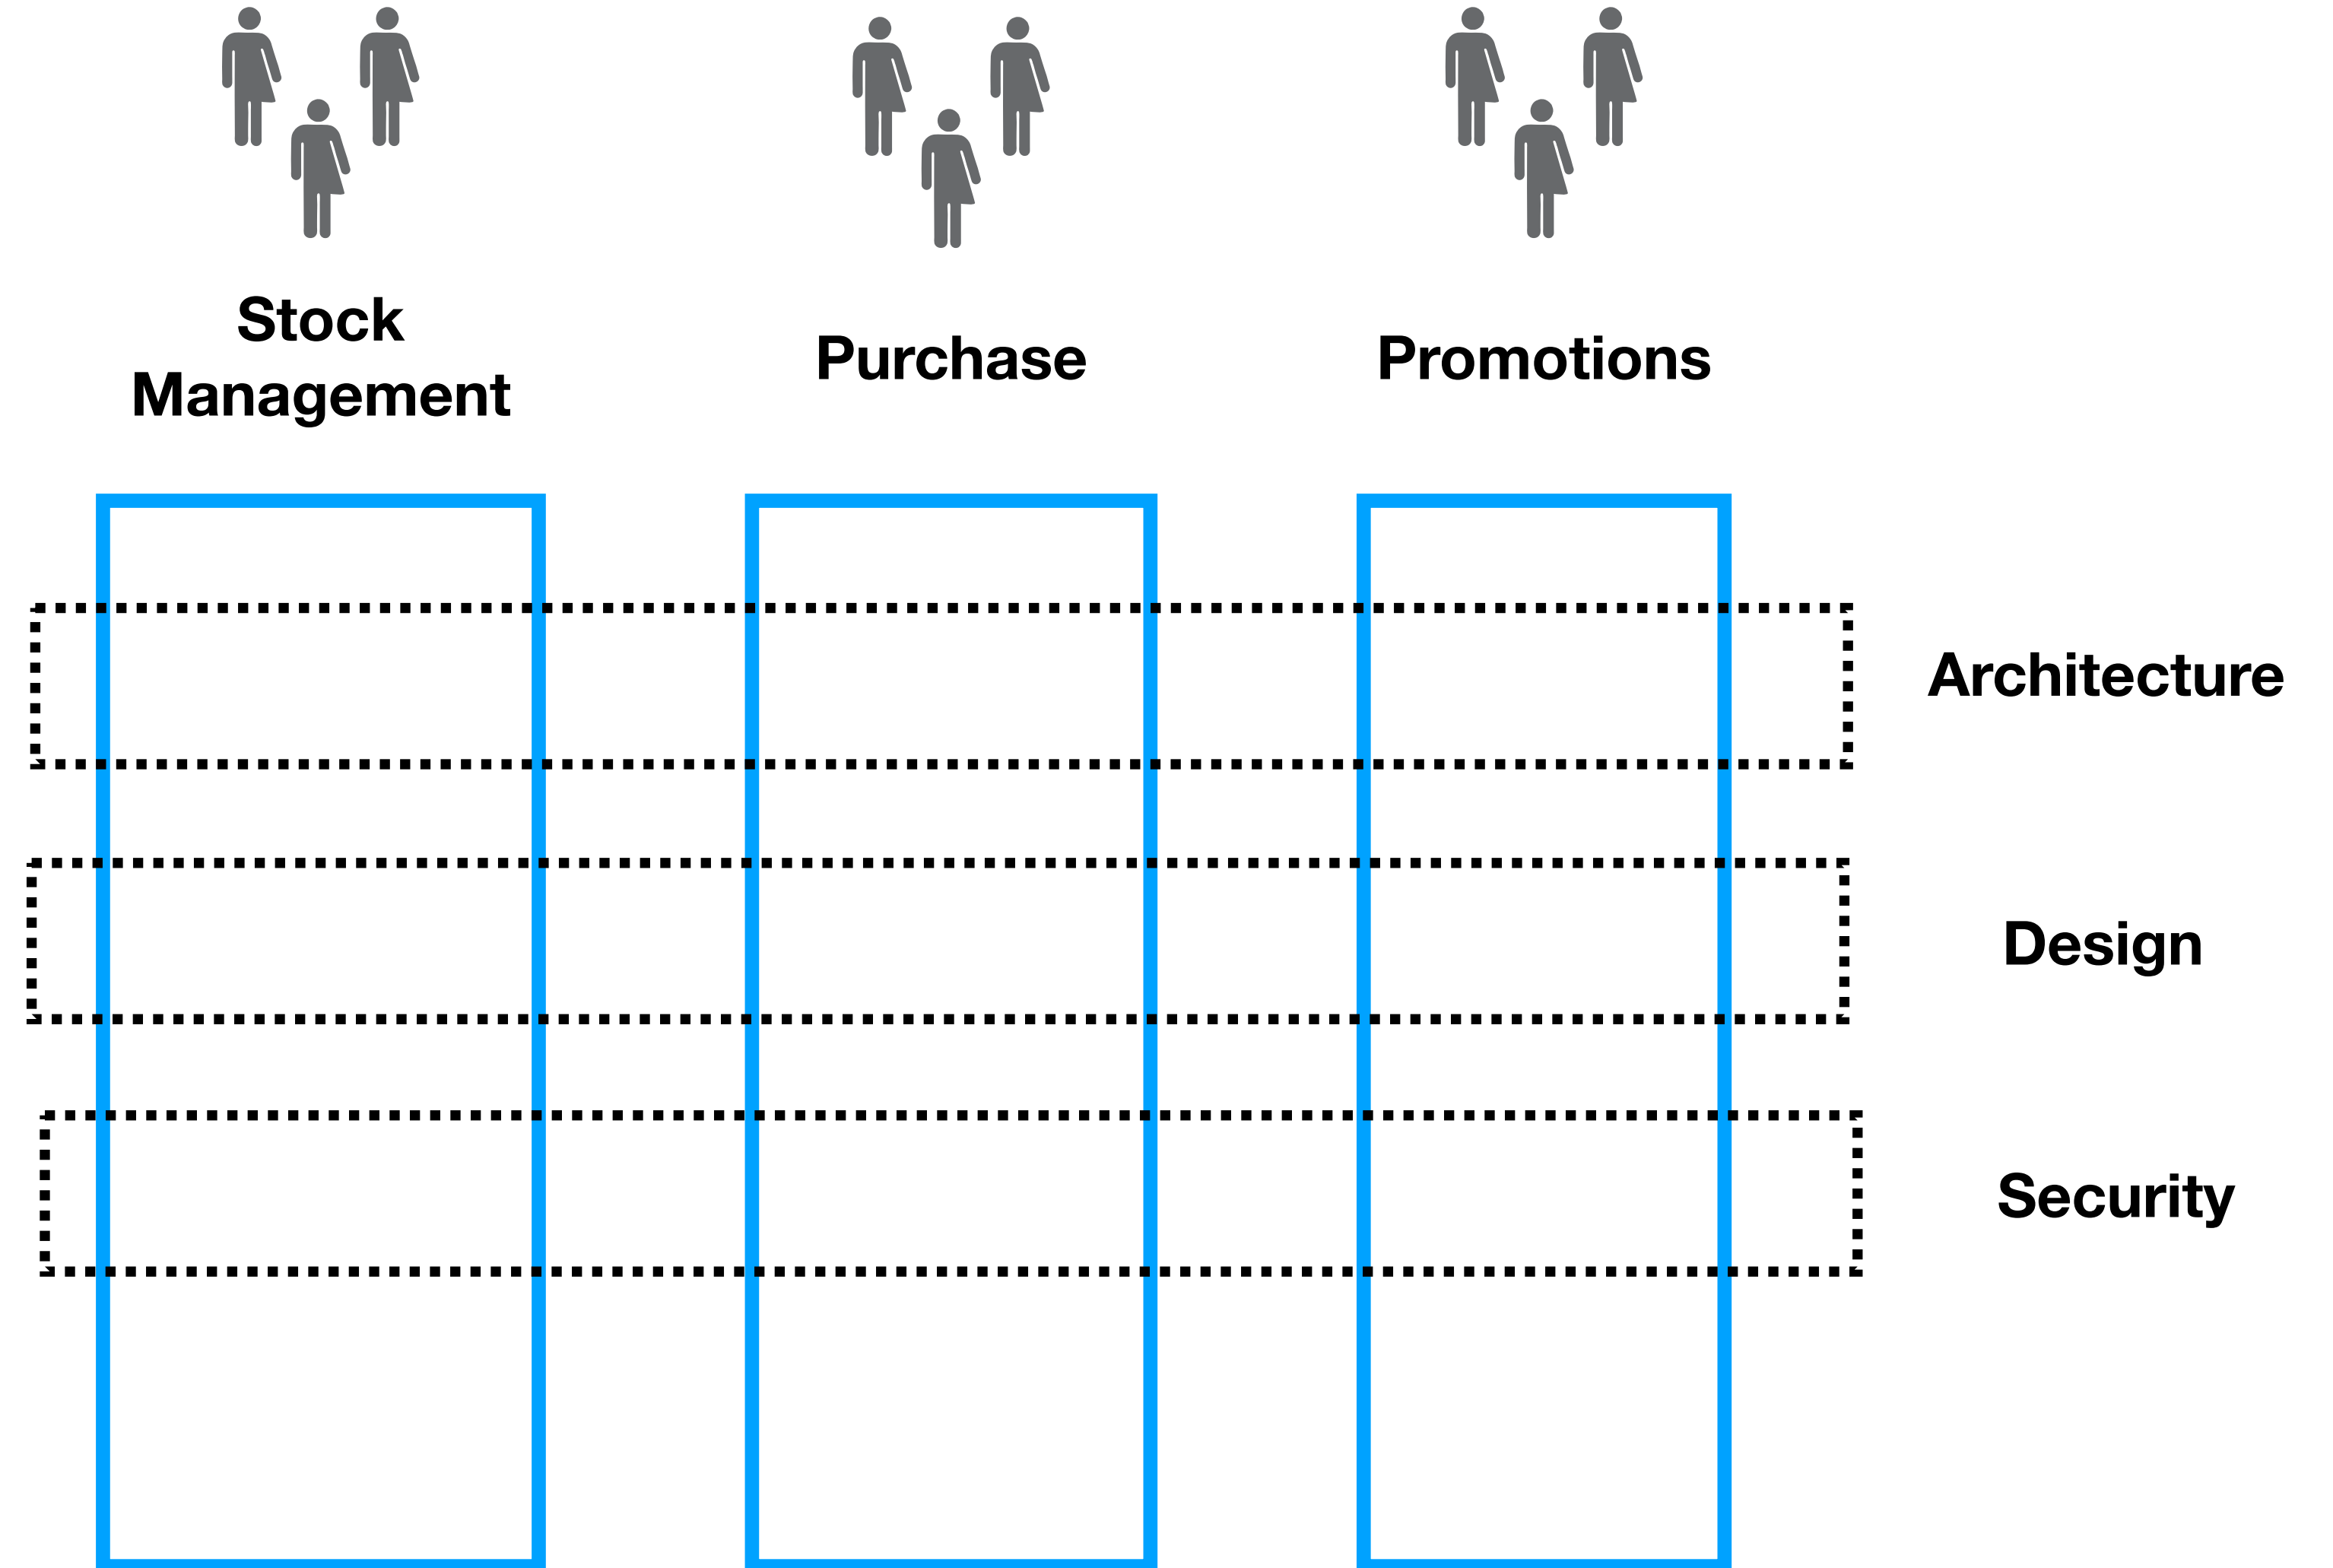 Stock
Management
Purchase
Promotions
Architecture
Design
Security